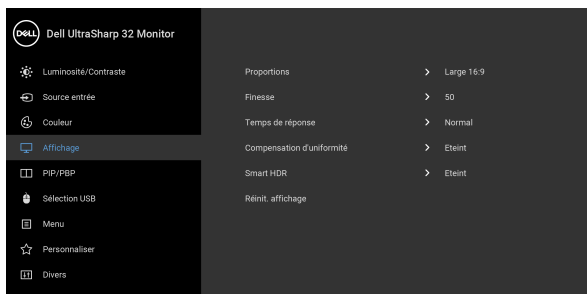 DELL
Dell UltraSharp 32 Monitor
Luminosité/Contraste
Source entrée
Couleur
Affichage
PIP/PBP
Sélection USB
Menu
Personnaliser
Divers
Proportions > Large 16:9
Finesse > 50
Temps de réponse > Normal
Compensation d'uniformité > Eteint
Smart HDR > Eteint
Réinit. affichage